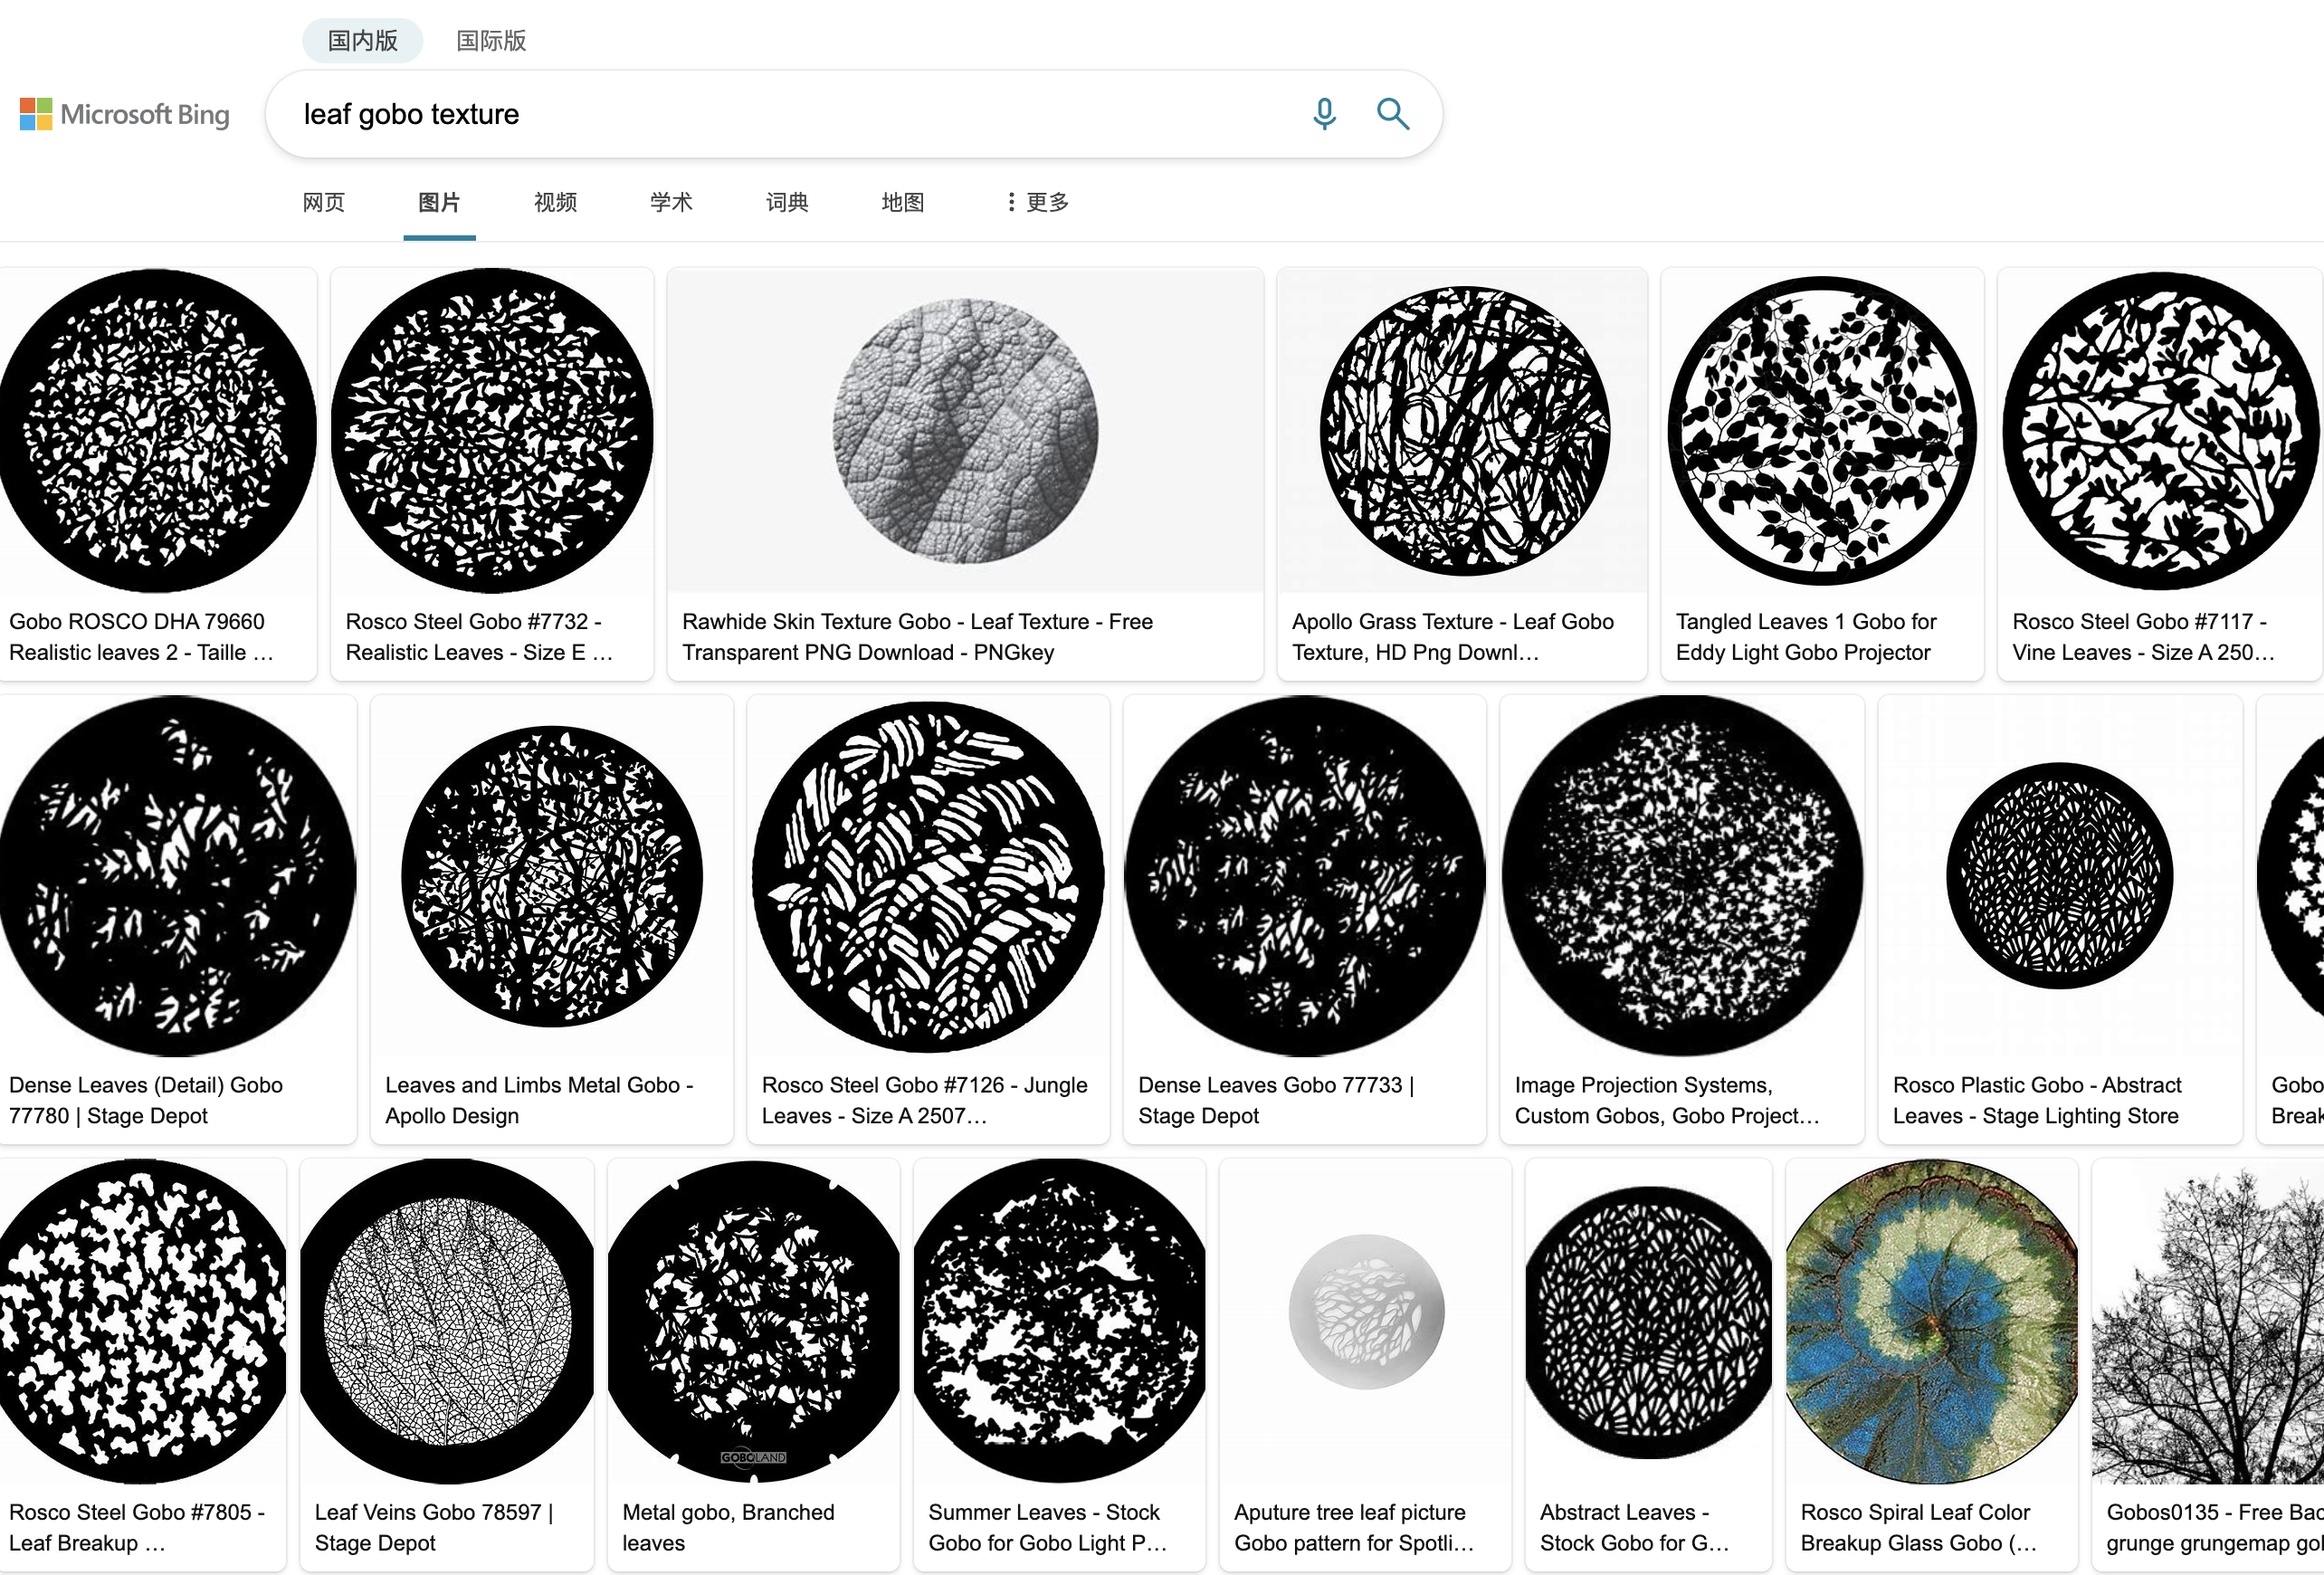 国内版 国际版
Microsoft Bing
leaf gobo texture
网页 图片 视频 学术 词典 地图 更多
Gobo ROSCO DHA 79660
Realistic leaves 2 - Taille ...
Rosco Steel Gobo #7732 -
Realistic Leaves - Size E ...
Rawhide Skin Texture Gobo - Leaf Texture - Free
Transparent PNG Download - PNGkey
Apollo Grass Texture - Leaf Gobo
Texture, HD Png Downl...
Tangled Leaves 1 Gobo for
Eddy Light Gobo Projector
Rosco Steel Gobo #7117 -
Vine Leaves - Size A 250...
Dense Leaves (Detail) Gobo
77780 | Stage Depot
Leaves and Limbs Metal Gobo -
Apollo Design
Rosco Steel Gobo #7126 - Jungle
Leaves - Size A 2507...
Dense Leaves Gobo 77733 |
Stage Depot
Image Projection Systems,
Custom Gobos, Gobo Project...
Rosco Plastic Gobo - Abstract
Leaves - Stage Lighting Store
Gobo
Break
Rosco Steel Gobo #7805 -
Leaf Breakup ...
Leaf Veins Gobo 78597 |
Stage Depot
GOBOLAND
Metal gobo, Branched
leaves
Summer Leaves - Stock
Gobo for Gobo Light P...
Aputure tree leaf picture
Gobo pattern for Spotli...
Abstract Leaves -
Stock Gobo for G...
Rosco Spiral Leaf Color
Breakup Glass Gobo (...
Gobos0135 - Free Bac
grunge grungemap gol